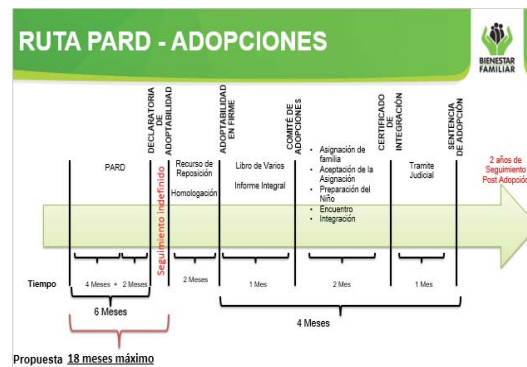 RUTA PARD - ADOPCIONES
BIENESTAR
FAMILIAR
DECLARATORIA
DE
ADOPTABILIDAD
ADOPTABILIDAD
EN FIRME
COMITÉ DE
ADOPCIONES
CERTIFICADO
DE
INTEGRACIÓN
SENTENCIA
DE ADOPCIÓN
PARD
Seguimiento indefinido
Recurso de
Reposición
Homologación
Libro de Varios
Informe Integral
• Asignación de
familia
• Aceptación de la
Asignación
• Preparación del
Niño
• Encuentro
• Integración
Tramite
Judicial
2 años de
Seguimiento
Post Adopción
Tiempo
4 Meses + 2 Meses
2 Meses
1 Mes
2 Mes
1 Mes
6 Meses
4 Meses
Propuesta 18 meses máximo